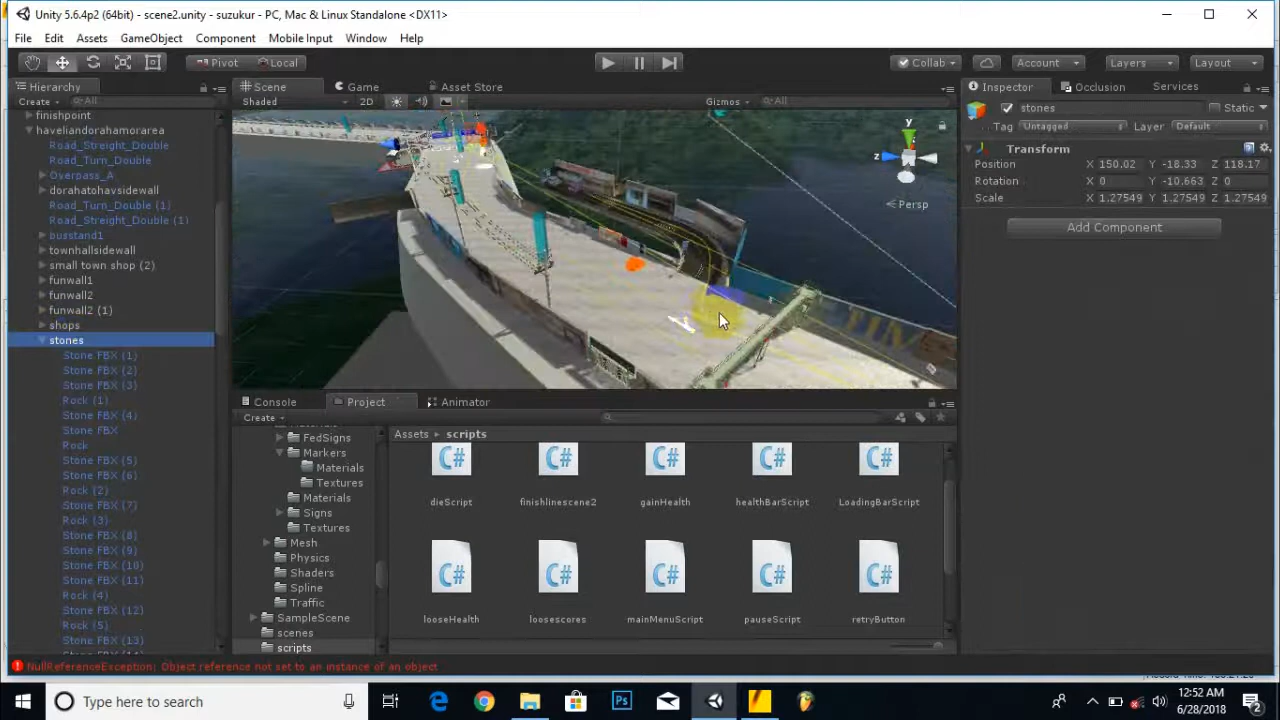 Unity 5.6.4p2 (64bit) - scene2.unity - suzukur - PC, Mac & Linux Standalone <DX11>
File Edit Assets GameObject Component Mobile Input Window Help
Pivot Local Collab Account Layers Layout
Hierarchy Scene Game Asset Store Inspector Occlusion Services
Create All Shaded 2D Gizmos All
finishpoint
haveliandorahamorarea
Road_Straight_Double
Road_Turn_Double
Overpass_A
dorahatohavsidewall
Road_Turn_Double (1)
Road_Streight_Double (1)
busstand1
townhallsidewall
small town shop (2)
funwall1
funwall2
funwall2 (1)
shops
stones
Stone FBX (1)
Stone FBX (2)
Stone FBX (3)
Rock (1)
Stone FBX (4)
Stone FBX
Rock
Stone FBX (5)
Stone FBX (6)
Rock (2)
Stone FBX (7)
Rock (3)
Stone FBX (8)
Stone FBX (9)
Stone FBX (10)
Stone FBX (11)
Rock (4)
Stone FBX (12)
Rock (5)
Stone FBX (13)
y
z
Persp
stones Static
Tag Untagged Layer Default
Transform
Position X 150.02 Y -18.33 Z 118.17
Rotation X 0 Y -10.663 Z 0
Scale X 1.27549 Y 1.27549 Z 1.27549
Add Component
Console Project Animator
Create
FedSigns
Markers
Materials
Textures
Materials
Signs
Textures
Mesh
Physics
Shaders
Spline
Traffic
SampleScene
scenes
scripts
Assets scripts
C# C# C# C# C#
dieScript finishlinescene2 gainHealth healthBarScript LoadingBarScript
C# C# C# C# C#
looseHealth loosescores mainMenuScript pauseScript retryButton
NullReferenceException: Object reference not set to an instance of an object
Type here to search
Ps
12:52 AM
6/28/2018
2